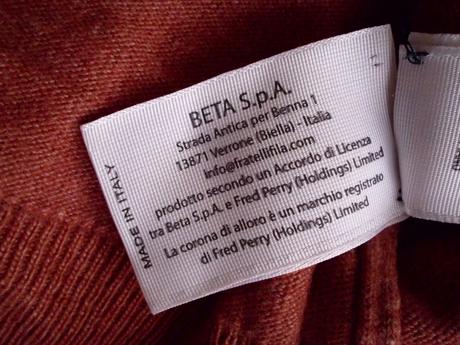 BETA S.p.A.
Strada Antica per Benna 1
13871 Verrone (Biella) - Italia
info@fratellifila.com
prodotto secondo un Accordo di Licenza
tra Beta S.p.A. e Fred Perry (Holdings) Limited
La corona di alloro è un marchio registrato
di Fred Perry (Holdings) Limited
MADE IN ITALY